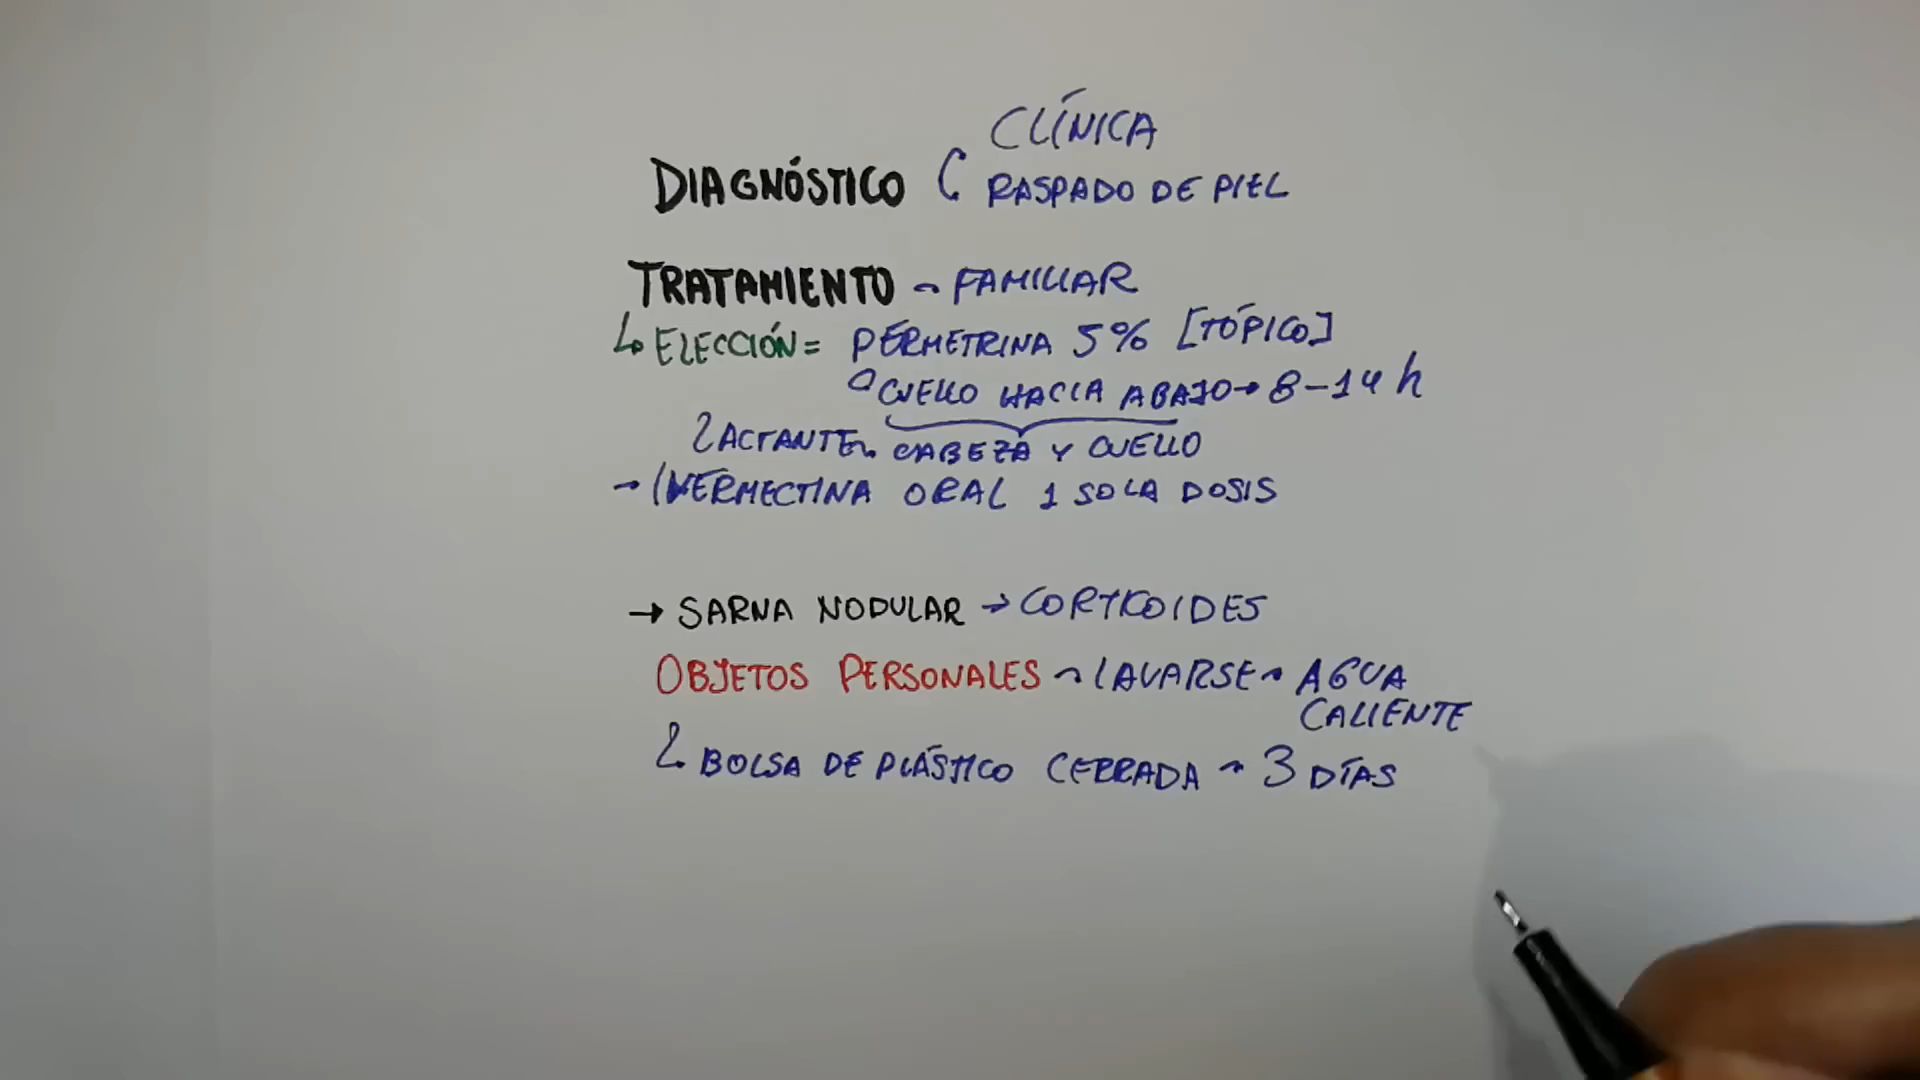 CLÍNICA
DIAGNÓSTICO RASPADO DE PIEL
TRATAMIENTO FAMILIAR
ELECCIÓN = PERMETRINA 5% [TÓPICO]
CUELLO HACIA ABAJO → 8-14 h
LACTANTE CABEZA Y CUELLO
→ IVERMECTINA ORAL 1 SOLA DOSIS
→ SARNA NODULAR → CORTICOIDES
OBJETOS PERSONALES LAVARSE AGUA
CALIENTE
BOLSA DE PLÁSTICO CERRADA 3 DÍAS